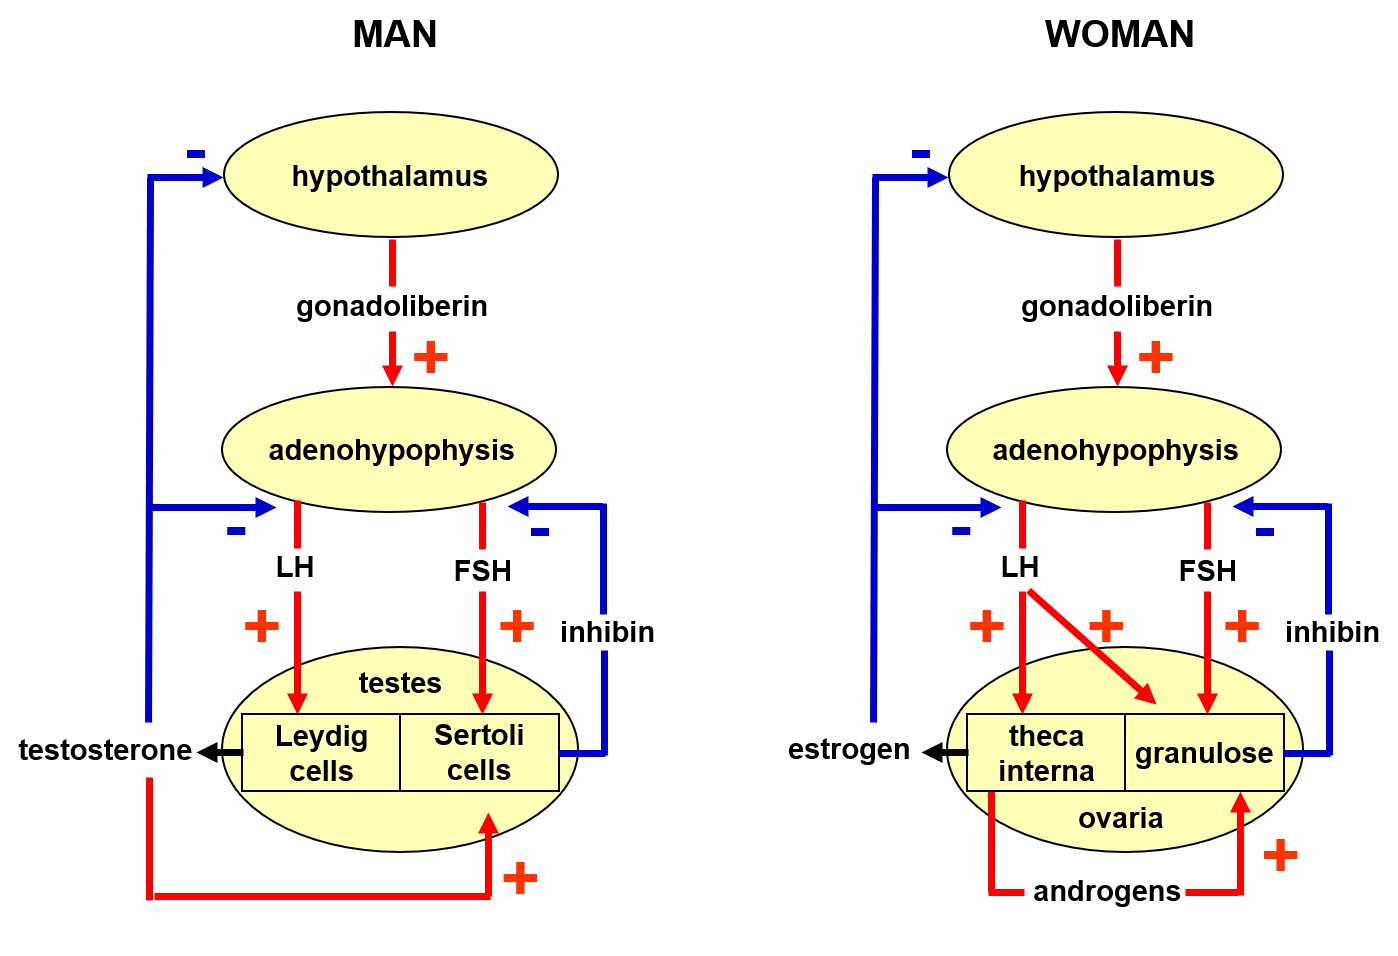 MAN
hypothalamus
-
gonadoliberin
+
adenohypophysis
-
-
LH
FSH
+
+
inhibin
testes
Leydig
cells
Sertoli
cells
testosterone
+
WOMAN
hypothalamus
-
gonadoliberin
+
adenohypophysis
-
-
LH
FSH
+
+
+
inhibin
theca
interna
granulose
estrogen
ovaria
+
androgens